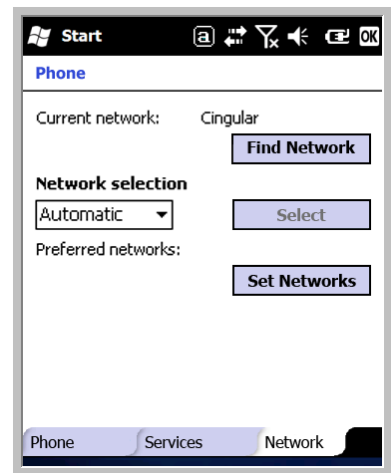 Start a OK
Phone
Current network: Cingular
Find Network
Network selection
Automatic Select
Preferred networks:
Set Networks
Phone Services Network